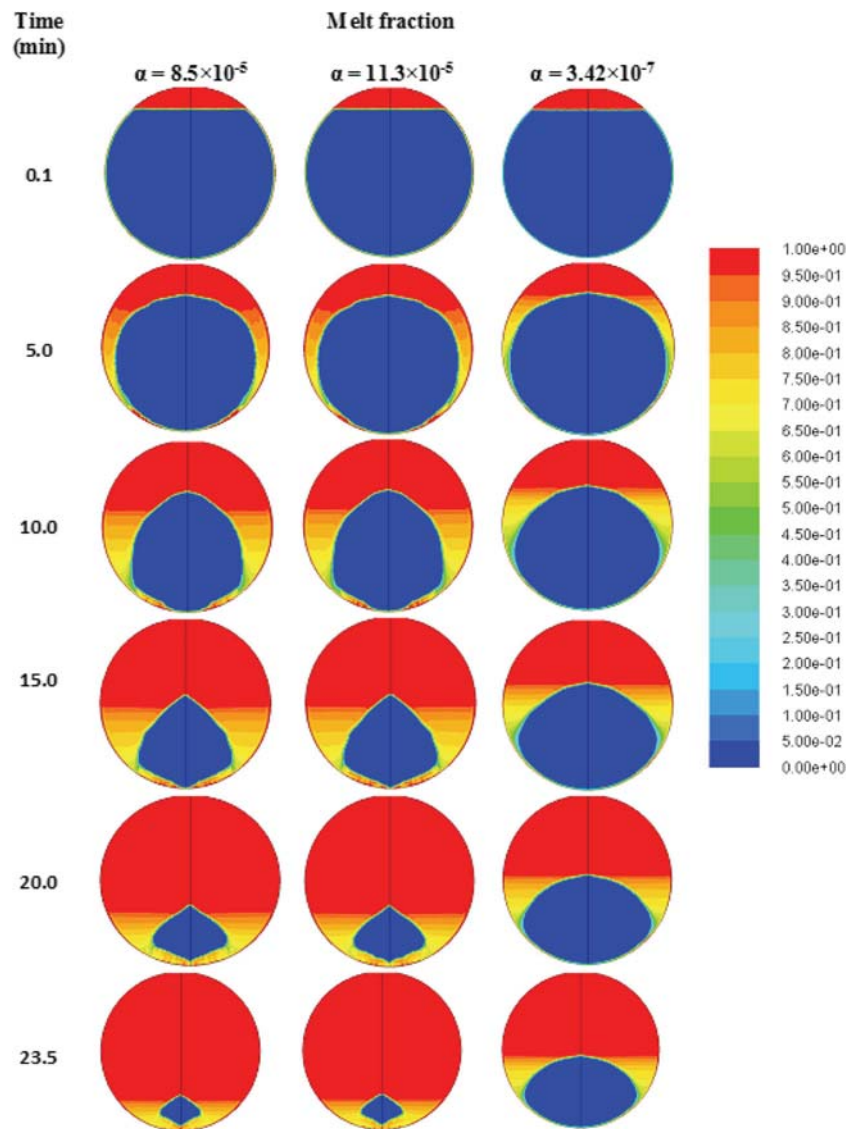 Time
(min)
Melt fraction
α = 8.5×10⁻⁵
α = 11.3×10⁻⁵
α = 3.42×10⁻⁷
0.1
5.0
10.0
15.0
20.0
23.5
1.00e+00
9.50e-01
9.00e-01
8.50e-01
8.00e-01
7.50e-01
7.00e-01
6.50e-01
6.00e-01
5.50e-01
5.00e-01
4.50e-01
4.00e-01
3.50e-01
3.00e-01
2.50e-01
2.00e-01
1.50e-01
1.00e-01
5.00e-02
0.00e+00